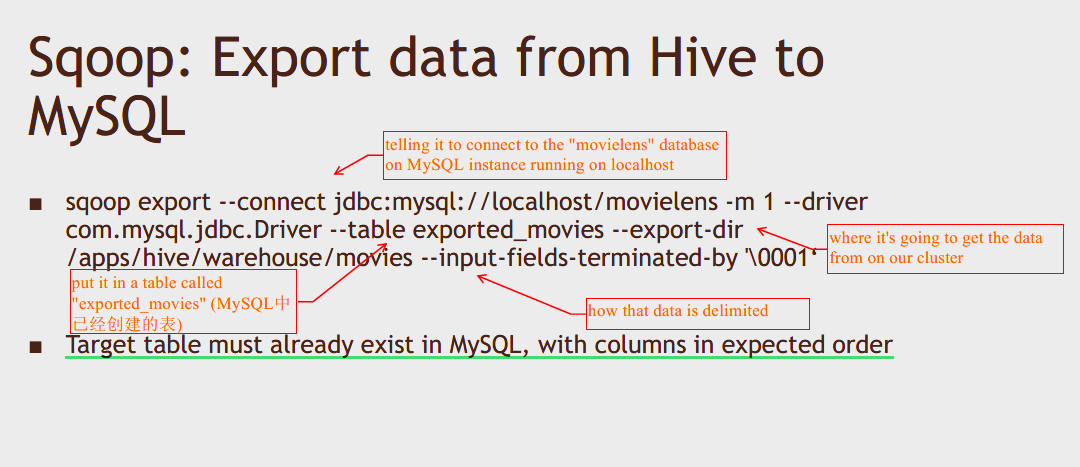 Sqoop: Export data from Hive to
MySQL
telling it to connect to the "movielens" database
on MySQL instance running on localhost
▪ sqoop export --connect jdbc:mysql://localhost/movielens -m 1 --driver
com.mysql.jdbc.Driver --table exported_movies --export-dir
/apps/hive/warehouse/movies --input-fields-terminated-by '\0001‘
where it's going to get the data
from on our cluster
put it in a table called
"exported_movies" (MySQL中
已经创建的表)
how that data is delimited
▪ Target table must already exist in MySQL, with columns in expected order